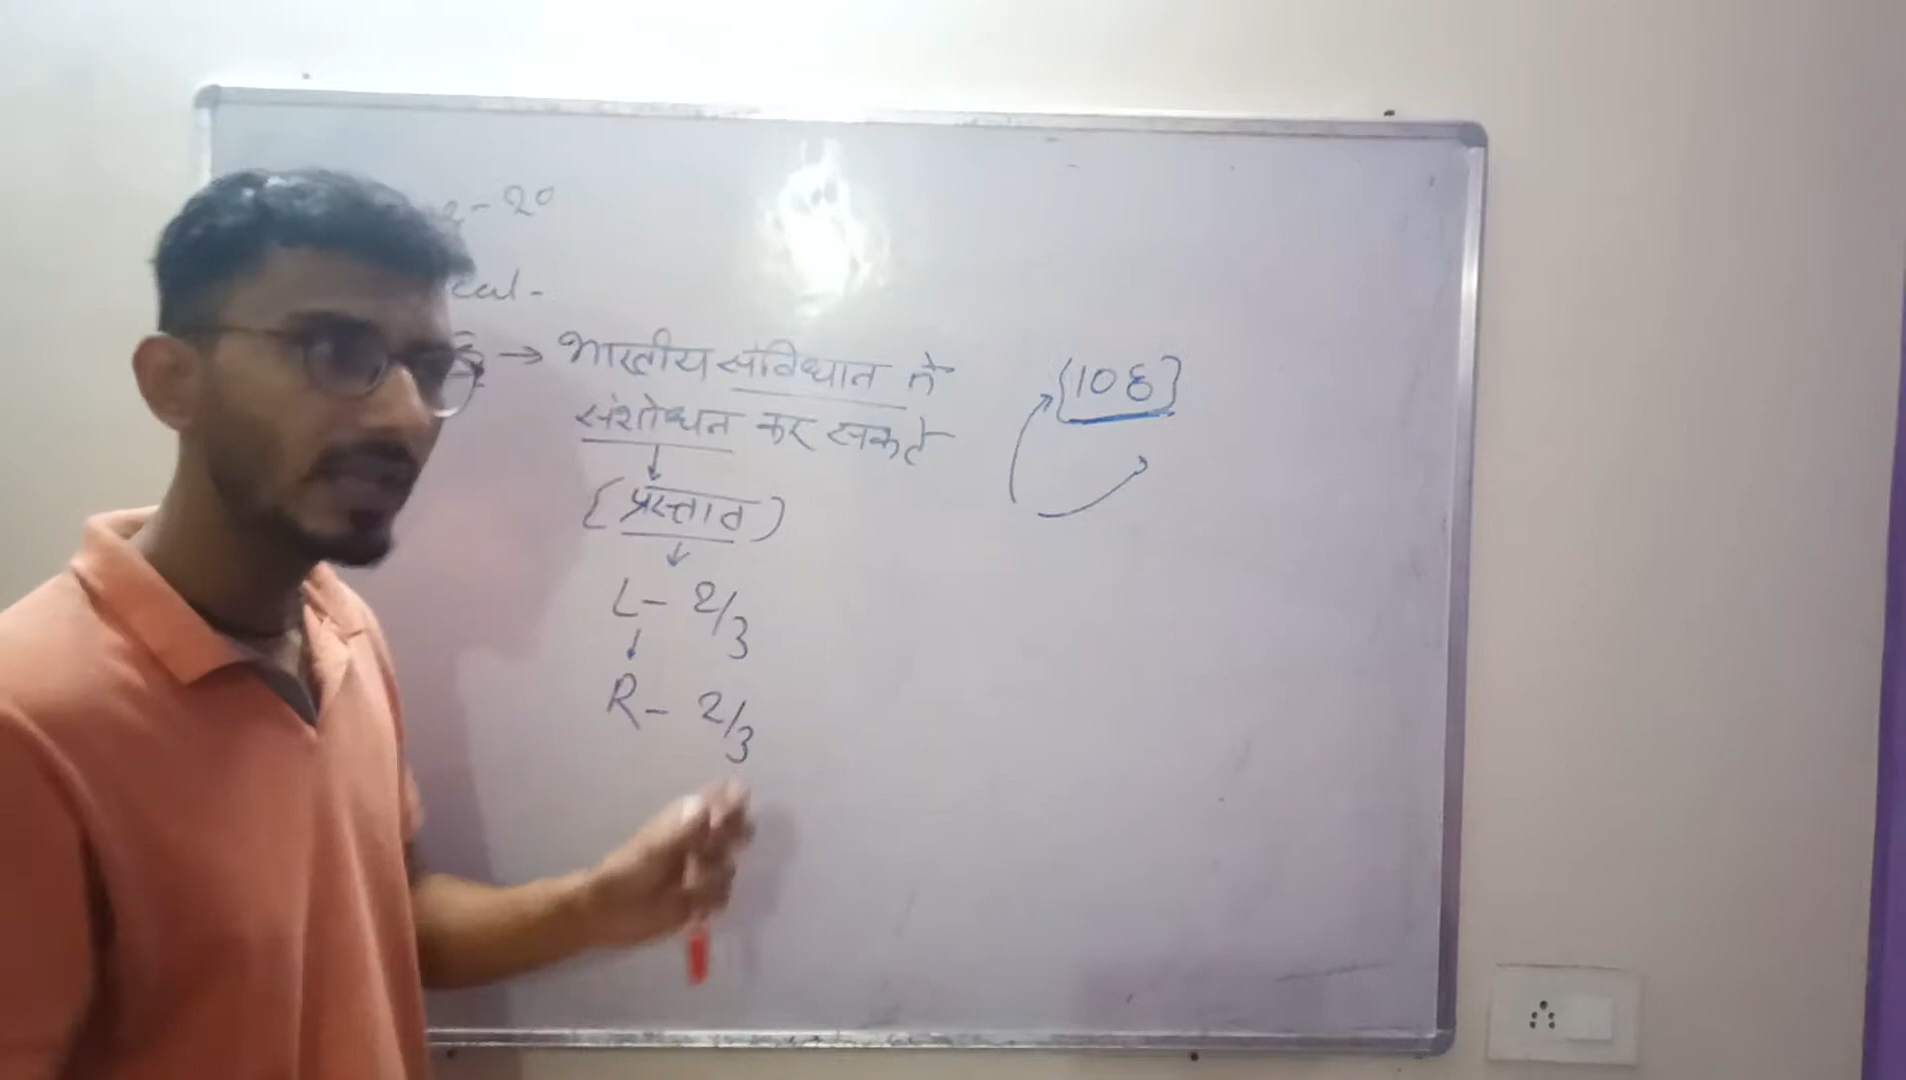 - 20
cal -
→ भारतीय संविधान में {106}
संशोधन कर सकते
(प्रस्ताव)
L - 2/3
R - 2/3